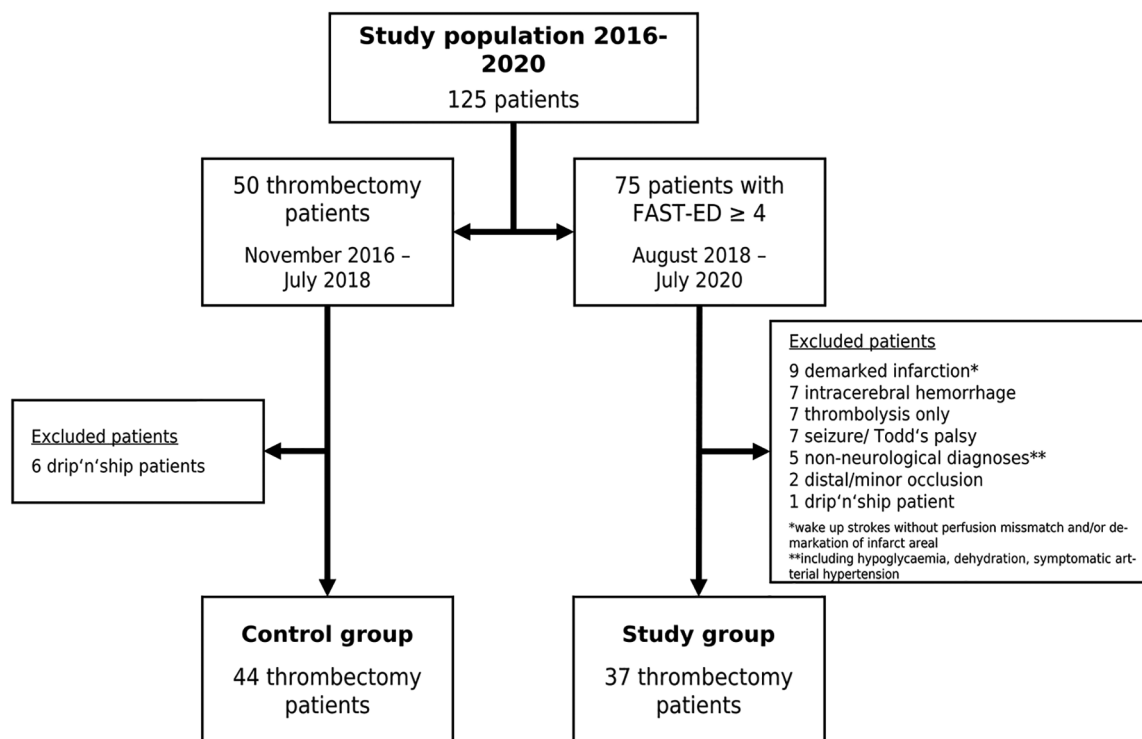 Study population 2016-
2020
125 patients
50 thrombectomy
patients
November 2016 –
July 2018
75 patients with
FAST-ED ≥ 4
August 2018 –
July 2020
Excluded patients
6 drip‘n‘ship patients
Excluded patients
9 demarked infarction*
7 intracerebral hemorrhage
7 thrombolysis only
7 seizure/ Todd‘s palsy
5 non-neurological diagnoses**
2 distal/minor occlusion
1 drip‘n‘ship patient
*wake up strokes without perfusion missmatch and/or de-
markation of infarct areal
**including hypoglycaemia, dehydration, symptomatic art-
terial hypertension
Control group
44 thrombectomy
patients
Study group
37 thrombectomy
patients